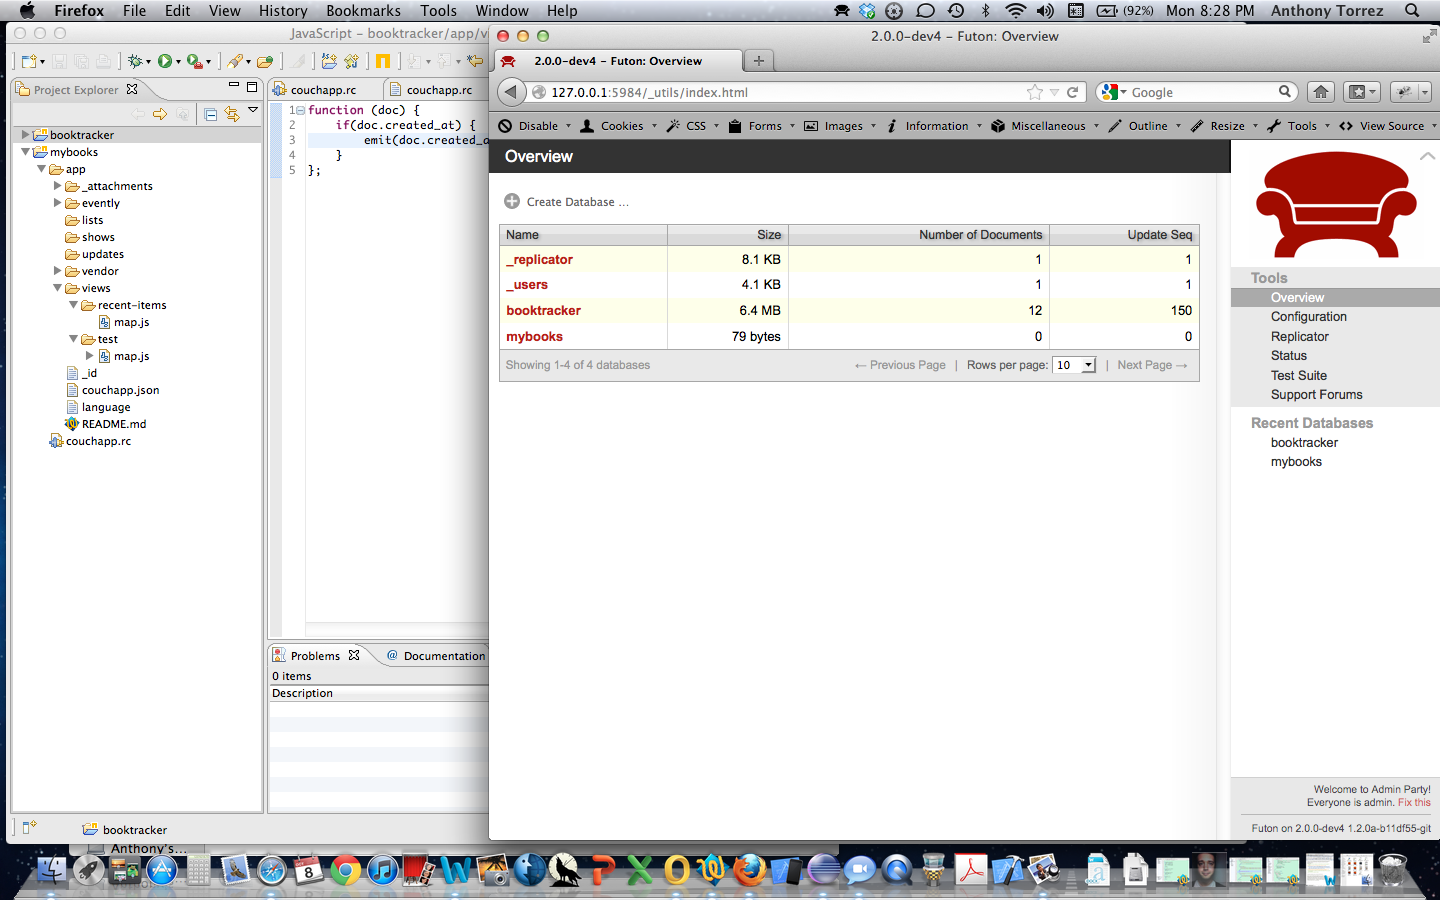 Firefox File Edit View History Bookmarks Tools Window Help (92%) Mon 8:28 PM Anthony Torrez
JavaScript – booktracker/app/v
2.0.0-dev4 – Futon: Overview
2.0.0-dev4 – Futon: Overview
127.0.0.1:5984/_utils/index.html
Google
Disable Cookies CSS Forms Images Information Miscellaneous Outline Resize Tools View Source
Project Explorer
booktracker
mybooks
app
_attachments
evently
lists
shows
updates
vendor
views
recent-items
map.js
test
map.js
_id
couchapp.json
language
README.md
couchapp.rc
couchapp.rc couchapp.rc
1 function (doc) {
2 if(doc.created_at) {
3 emit(doc.created_a
4 }
5 };
Problems @ Documentation
0 items
Description
booktracker
Anthony's...
Overview
Create Database ...
Name Size Number of Documents Update Seq
_replicator 8.1 KB 1 1
_users 4.1 KB 1 1
booktracker 6.4 MB 12 150
mybooks 79 bytes 0 0
Showing 1-4 of 4 databases ← Previous Page | Rows per page: 10 | Next Page →
Tools
Overview
Configuration
Replicator
Status
Test Suite
Support Forums
Recent Databases
booktracker
mybooks
Welcome to Admin Party!
Everyone is admin. Fix this
Futon on 2.0.0-dev4 1.2.0a-b11df55-git
8